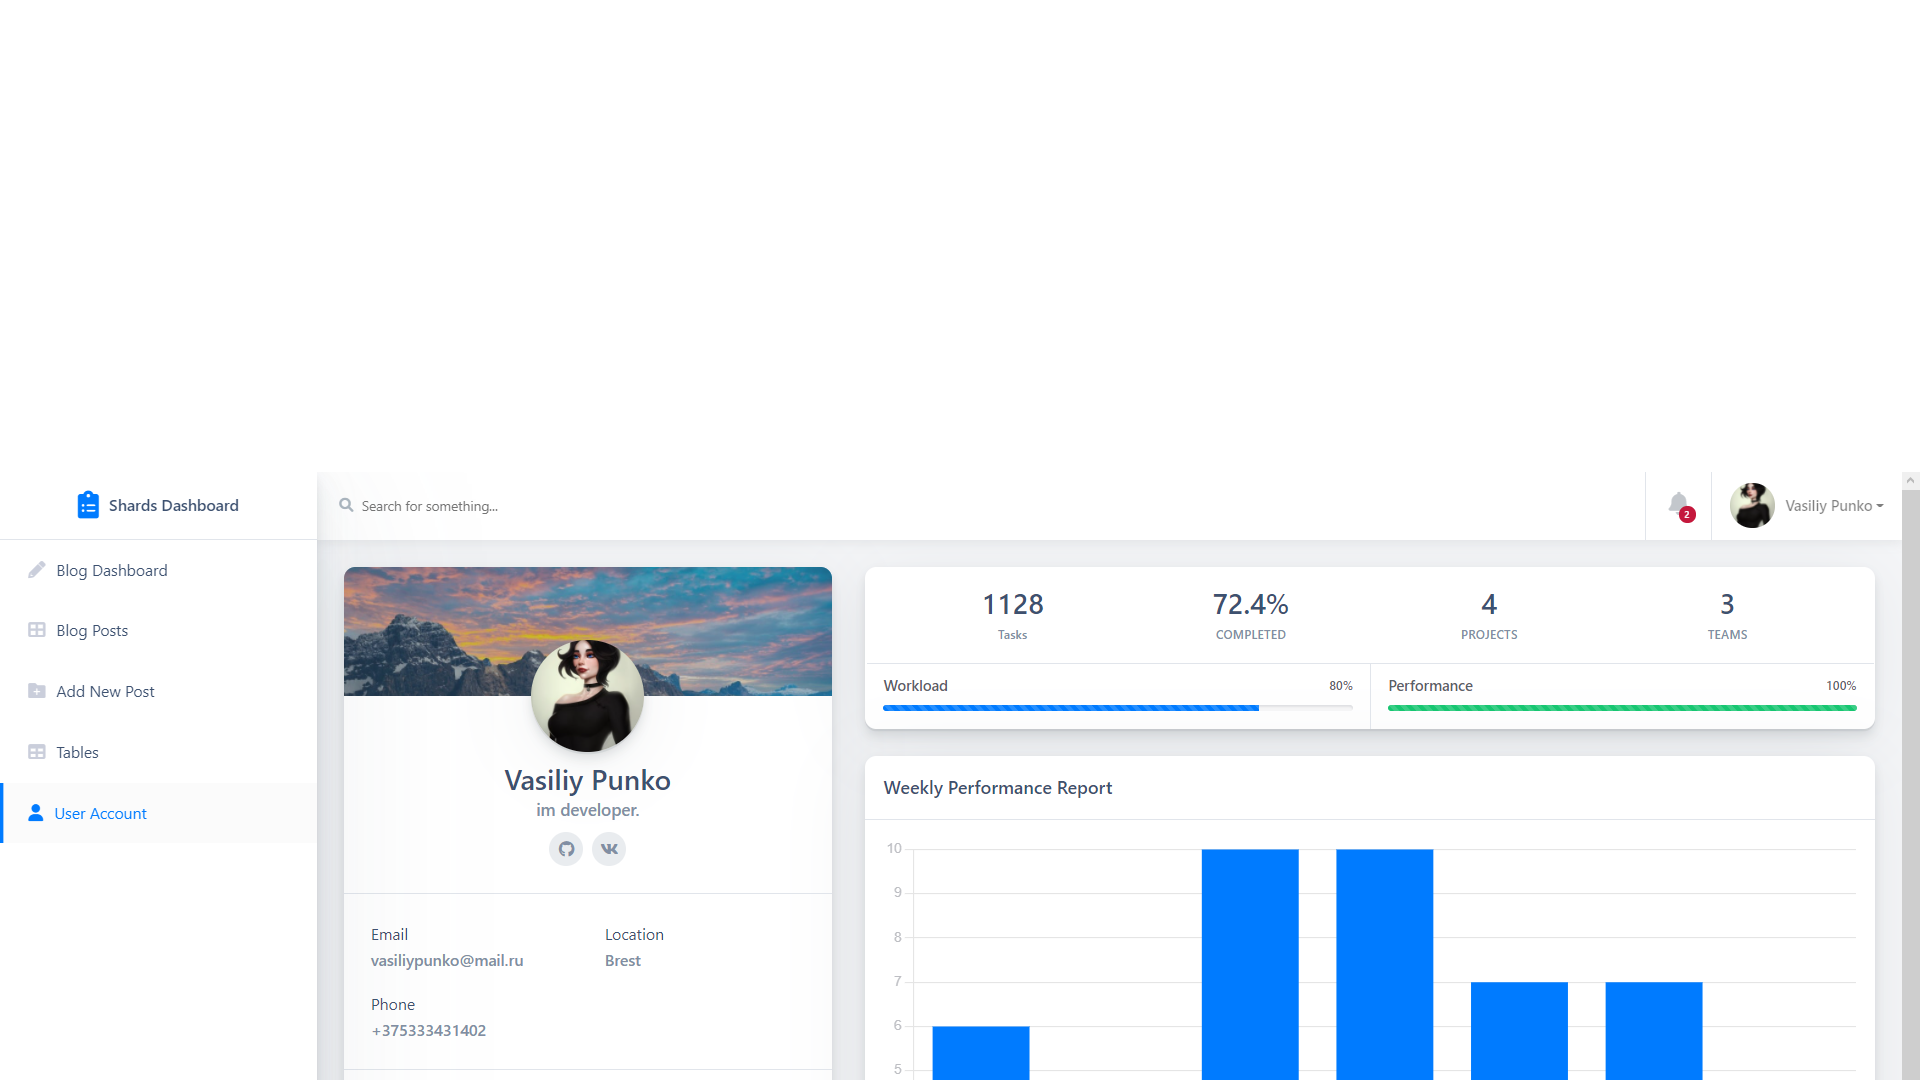 Shards Dashboard
Search for something...
2
Vasiliy Punko
Blog Dashboard
Blog Posts
Add New Post
Tables
User Account
Vasiliy Punko
im developer.
Email
vasiliypunko@mail.ru
Location
Brest
Phone
+375333431402
1128
Tasks
72.4%
COMPLETED
4
PROJECTS
3
TEAMS
Workload
80%
Performance
100%
Weekly Performance Report
10
9
8
7
6
5